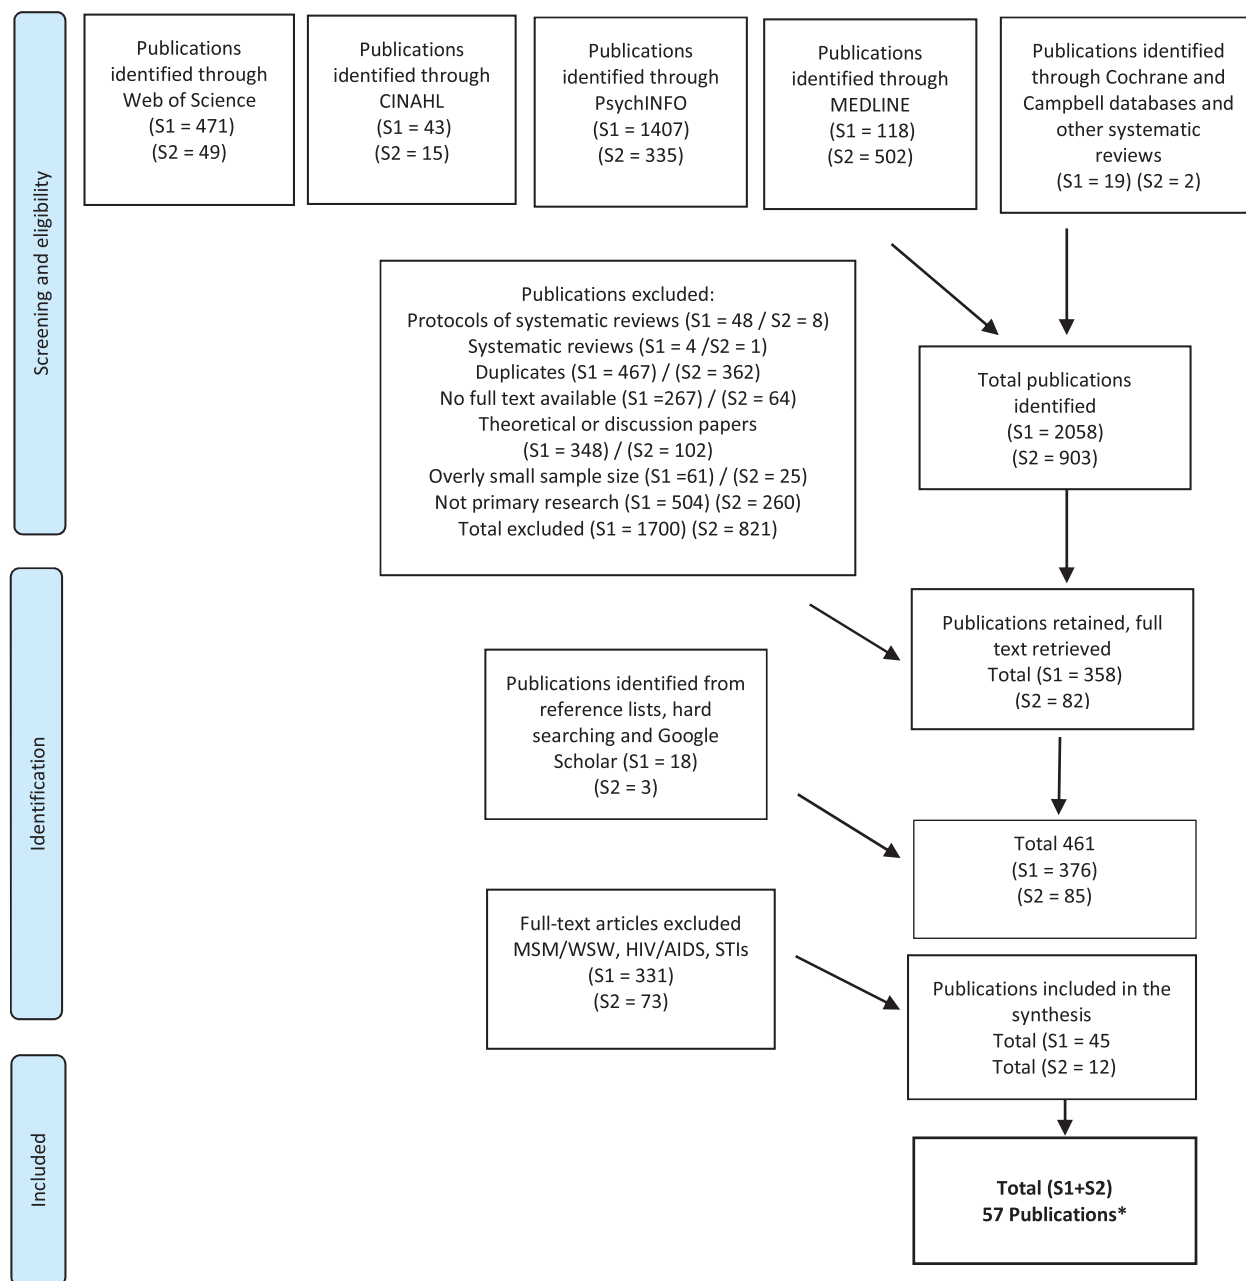 Screening and eligibility
Publications
identified through
Web of Science
(S1 = 471)
(S2 = 49)
Publications
identified through
CINAHL
(S1 = 43)
(S2 = 15)
Publications
identified through
PsychINFO
(S1 = 1407)
(S2 = 335)
Publications
identified through
MEDLINE
(S1 = 118)
(S2 = 502)
Publications identified
through Cochrane and
Campbell databases and
other systematic
reviews
(S1 = 19) (S2 = 2)
Publications excluded:
Protocols of systematic reviews (S1 = 48 / S2 = 8)
Systematic reviews (S1 = 4 /S2 = 1)
Duplicates (S1 = 467) / (S2 = 362)
No full text available (S1 =267) / (S2 = 64)
Theoretical or discussion papers
(S1 = 348) / (S2 = 102)
Overly small sample size (S1 =61) / (S2 = 25)
Not primary research (S1 = 504) (S2 = 260)
Total excluded (S1 = 1700) (S2 = 821)
Total publications
identified
(S1 = 2058)
(S2 = 903)
Identification
Publications retained, full
text retrieved
Total (S1 = 358)
(S2 = 82)
Publications identified from
reference lists, hard
searching and Google
Scholar (S1 = 18)
(S2 = 3)
Total 461
(S1 = 376)
(S2 = 85)
Full-text articles excluded
MSM/WSW, HIV/AIDS, STIs
(S1 = 331)
(S2 = 73)
Publications included in the
synthesis
Total (S1 = 45
Total (S2 = 12)
Included
Total (S1+S2)
57 Publications*